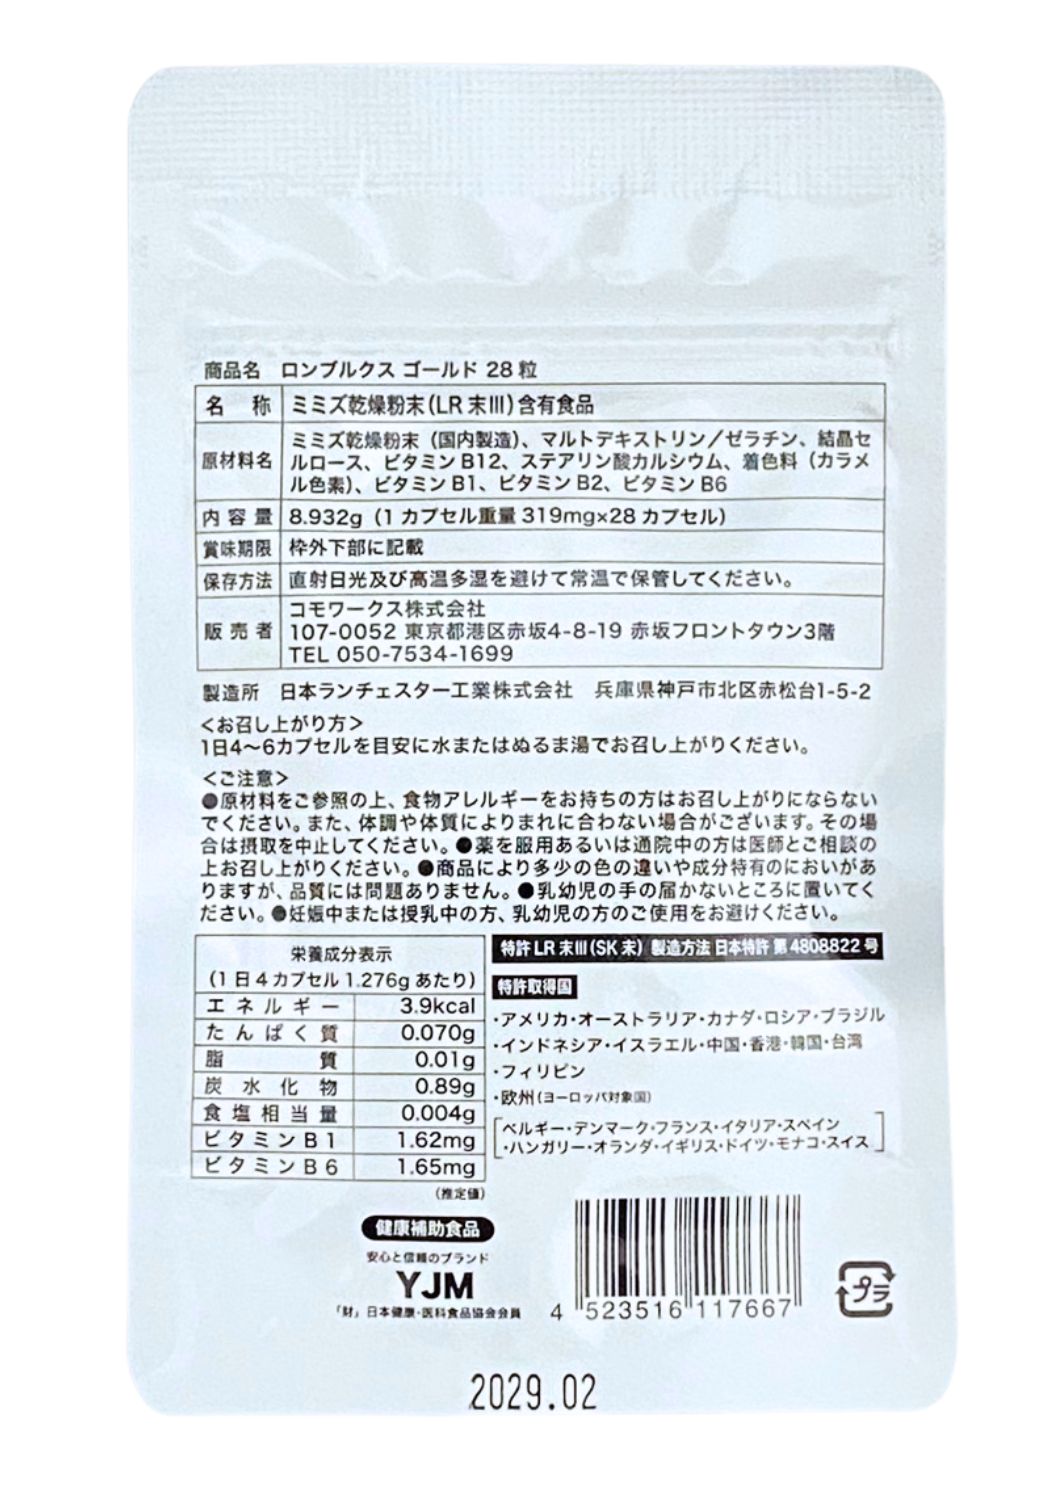 商品名 ロンブルクス ゴールド 28粒
名 称 ミミズ乾燥粉末(LR末III)含有食品
原材料名 ミミズ乾燥粉末（国内製造）、マルトデキストリン／ゼラチン、結晶セ
ルロース、ビタミンB12、ステアリン酸カルシウム、着色料（カラメ
ル色素）、ビタミンB1、ビタミンB2、ビタミンB6
内容量 8.932g（1カプセル重量319mg×28カプセル）
賞味期限 枠外下部に記載
保存方法 直射日光及び高温多湿を避けて常温で保管してください。
販売者 コモワークス株式会社
107-0052 東京都港区赤坂4-8-19 赤坂フロントタウン3階
TEL 050-7534-1699
製造所 日本ランチェスター工業株式会社 兵庫県神戸市北区赤松台1-5-2
＜お召し上がり方＞
1日4～6カプセルを目安に水またはぬるま湯でお召し上がりください。
＜ご注意＞
●原材料をご参照の上、食物アレルギーをお持ちの方はお召し上がりにならない
でください。また、体調や体質によりまれに合わない場合がございます。その場
合は摂取を中止してください。●薬を服用あるいは通院中の方は医師とご相談の
上お召し上がりください。●商品により多少の色の違いや成分特有のにおいがあ
りますが、品質には問題ありません。●乳幼児の手の届かないところに置いてく
ださい。●妊娠中または授乳中の方、乳幼児の方のご使用をお避けください。
栄養成分表示
(1日4カプセル1.276gあたり)
エネルギー 3.9kcal
たんぱく質 0.070g
脂質 0.01g
炭水化物 0.89g
食塩相当量 0.004g
ビタミンB1 1.62mg
ビタミンB6 1.65mg
(推定値)
特許LR末III(SK末) 製造方法 日本特許 第4808822号
特許取得国
・アメリカ・オーストラリア・カナダ・ロシア・ブラジル
・インドネシア・イスラエル・中国・香港・韓国・台湾
・フィリピン
・欧州(ヨーロッパ対象国)
ベルギー・デンマーク・フランス・イタリア・スペイン
・ハンガリー・オランダ・イギリス・ドイツ・モナコ・スイス
健康補助食品
安心と信頼のブランド
YJM
「財」日本健康・医科食品協会会員
4 523516 117667
プラ
2029.02